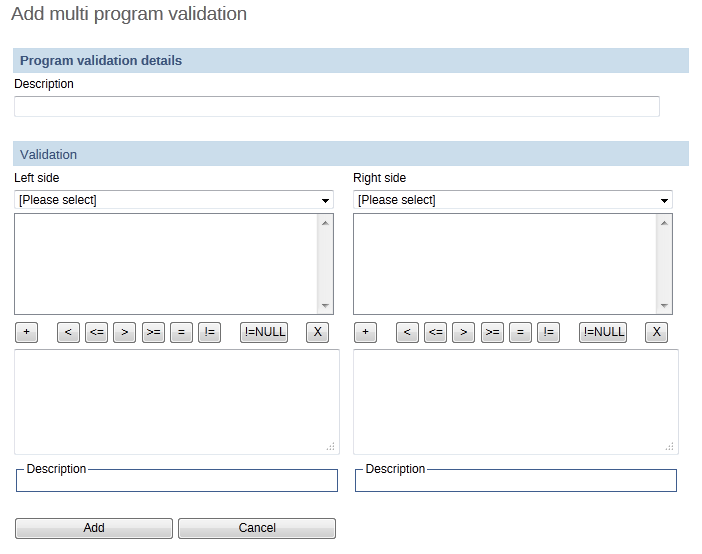 Add multi program validation
Program validation details
Description
Validation
Left side Right side
[Please select] [Please select]
+ < <= > >= = != !=NULL X + < <= > >= = != !=NULL X
Description Description
Add Cancel